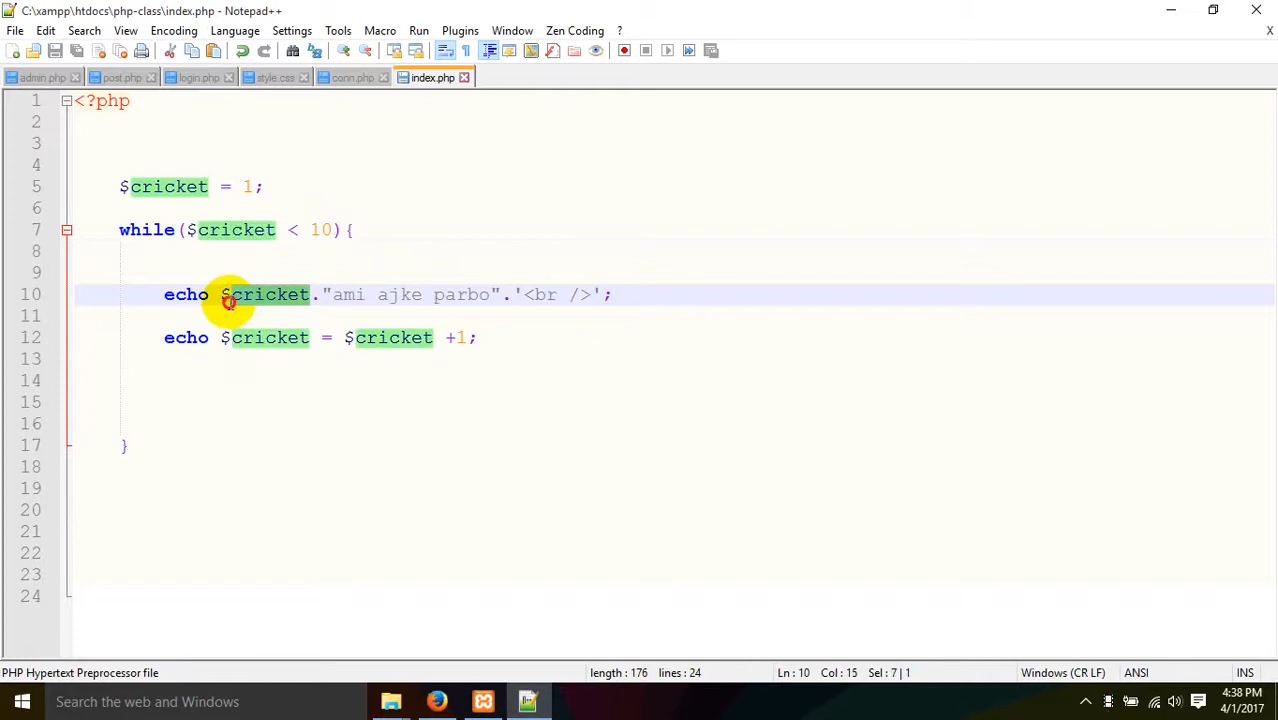 C:\xampp\htdocs\php-class\index.php - Notepad++
File Edit Search View Encoding Language Settings Macro Run Plugins Window Zen Coding ? X
admin.php post.php login.php style.css conn.php index.php
1 <?php
2
3
4
5 $cricket = 1;
6
7 while($cricket < 10){
8
9
10 echo $cricket."ami ajke parbo".'<br />';
11
12 echo $cricket = $cricket +1;
13
14
15
16
17 }
18
19
20
21
22
23
24
PHP Hypertext Preprocessor file length : 176 lines : 24 Ln : 10 Col : 15 Sel : 7 | 1 Windows (CR LF) ANSI INS
Search the web and Windows
4:38 PM
4/1/2017